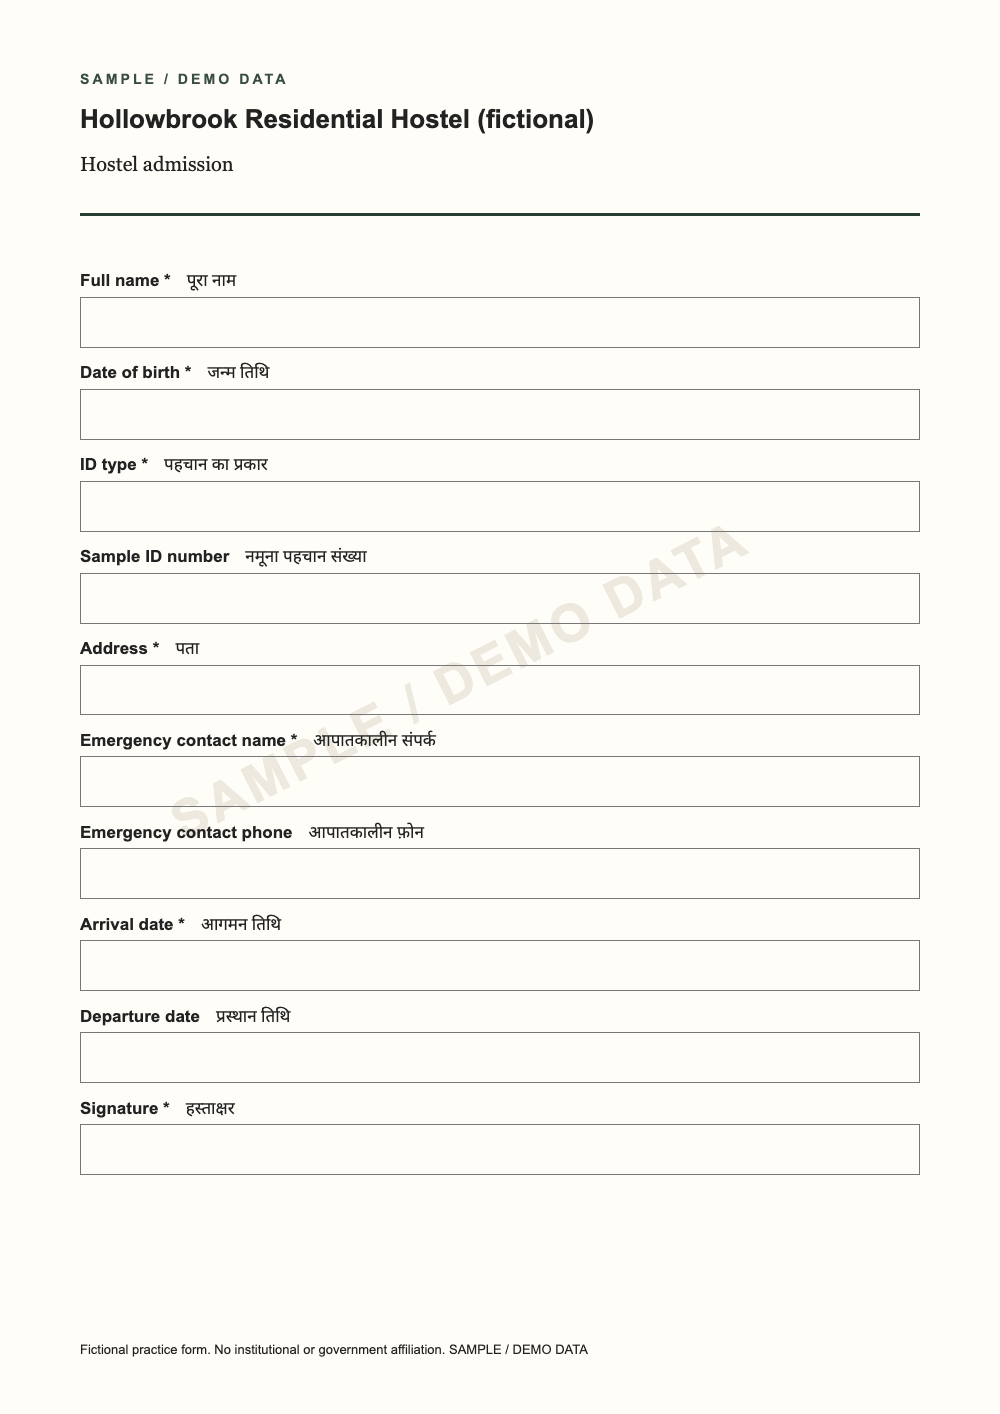 SAMPLE / DEMO DATA
Hollowbrook Residential Hostel (fictional)
Hostel admission
Full name * पूरा नाम
Date of birth * जन्म तिथि
ID type * पहचान का प्रकार
Sample ID number नमूना पहचान संख्या
Address * पता
Emergency contact name * आपातकालीन संपर्क
Emergency contact phone आपातकालीन फ़ोन
Arrival date * आगमन तिथि
Departure date प्रस्थान तिथि
Signature * हस्ताक्षर
SAMPLE / DEMO DATA
Fictional practice form. No institutional or government affiliation. SAMPLE / DEMO DATA